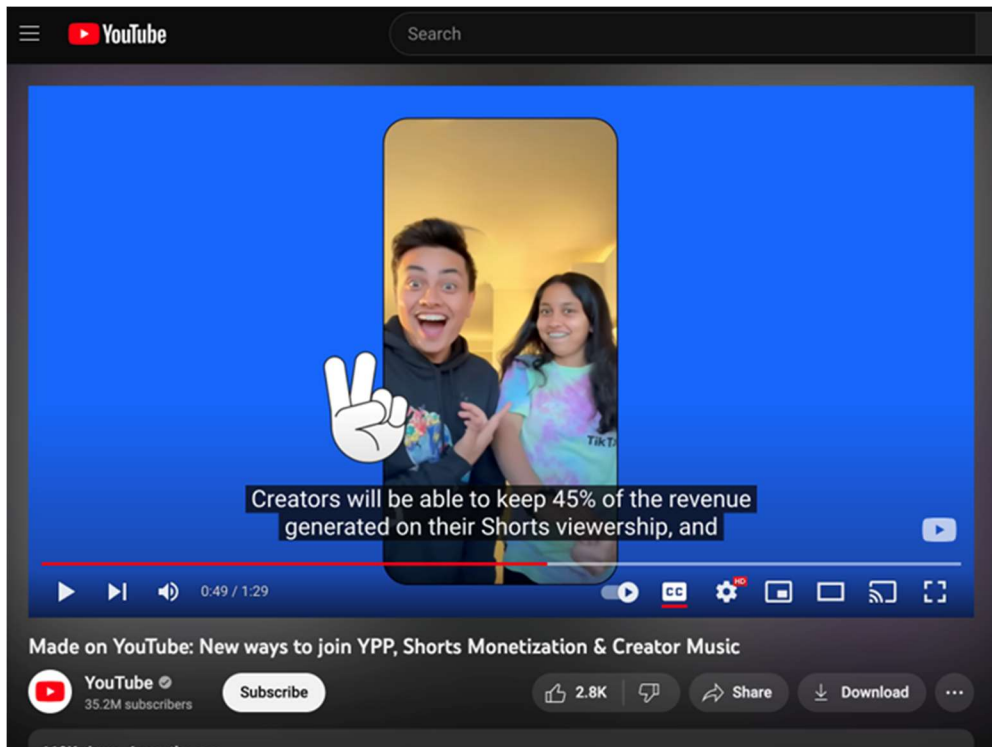 YouTube
Search
TikT
Creators will be able to keep 45% of the revenue
generated on their Shorts viewership, and
0:49 / 1:29
CC
HD
Made on YouTube: New ways to join YPP, Shorts Monetization & Creator Music
YouTube
35.2M subscribers
Subscribe
2.8K
Share
Download